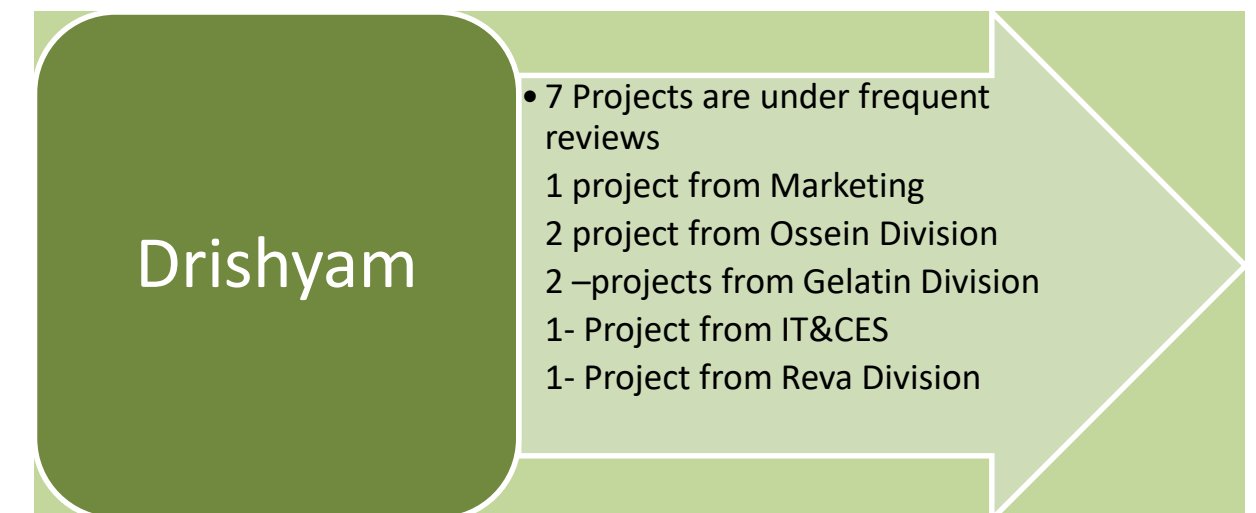 Drishyam
• 7 Projects are under frequent
reviews
1 project from Marketing
2 project from Ossein Division
2 –projects from Gelatin Division
1- Project from IT&CES
1- Project from Reva Division